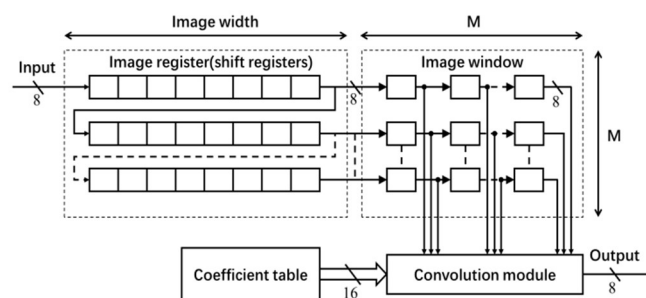 Image width
M
Image register(shift registers)
Image window
Input
8
8
8
M
Coefficient table
16
Convolution module
Output
8